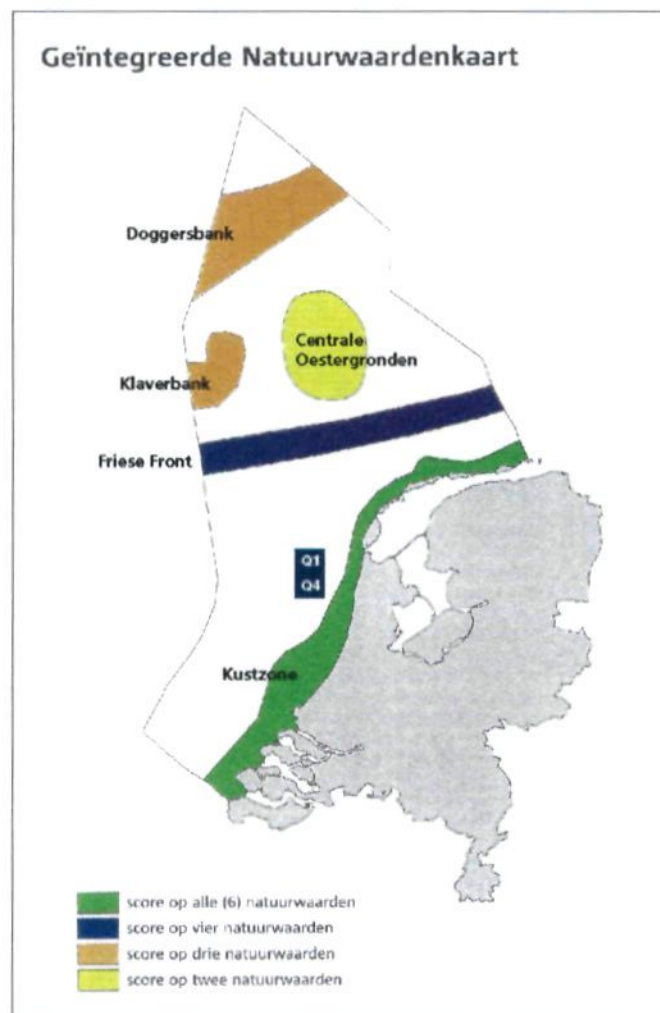 Geïntegreerde Natuurwaardenkaart
Doggersbank
Centrale
Oestergronden
Klaverbank
Friese Front
Q1
Q4
Kustzone
score op alle (6) natuurwaarden
score op vier natuurwaarden
score op drie natuurwaarden
score op twee natuurwaarden